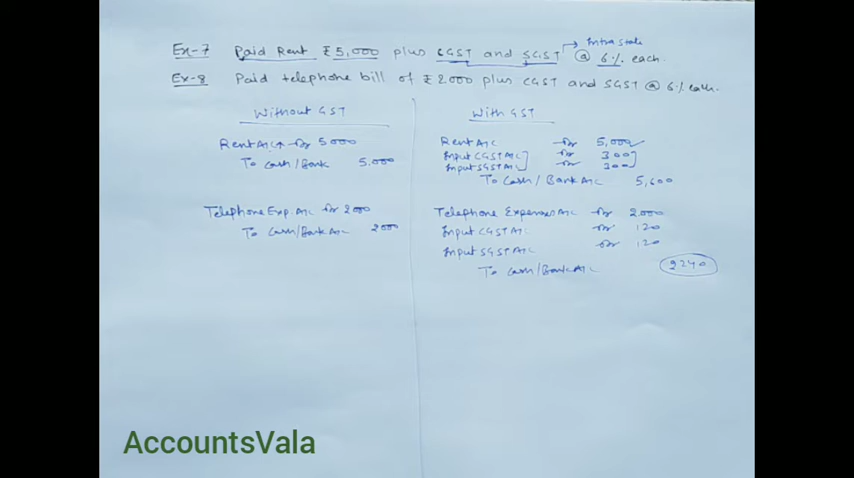 Intra state
Ex-7 Paid Rent ₹ 5,000 plus CGST and SGST @ 6% each.
Ex-8 Paid telephone bill of ₹ 2000 plus CGST and SGST @ 6% each.
Without GST
Rent A/c Dr 5000
To Cash/Bank 5.000
Telephone Exp. A/c Dr 2000
To Cash/Bank A/c 2000
With GST
Rent A/c Dr 5,000
Input CGST A/c Dr 300
Input SGST A/c Dr 300
To Cash/Bank A/c 5,600
Telephone Expenses A/c Dr 2.000
Input CGST A/c Dr 120
Input SGST A/c Dr 120
To Cash/Bank A/c 2240
AccountsVala